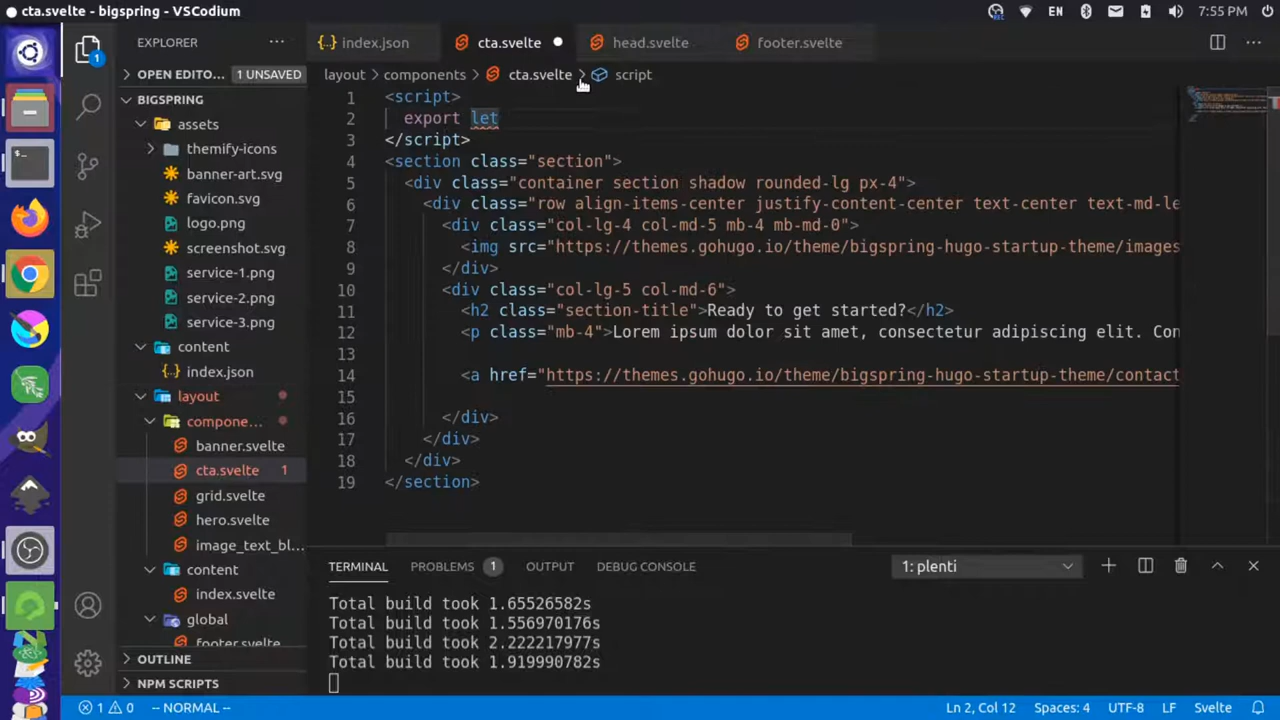 cta.svelte - bigspring - VSCodium
EN
7:55 PM
EXPLORER
index.json
cta.svelte
head.svelte
footer.svelte
1
OPEN EDITO...
1 UNSAVED
layout
components
cta.svelte
script
BIGSPRING
assets
themify-icons
banner-art.svg
favicon.svg
logo.png
screenshot.svg
service-1.png
service-2.png
service-3.png
content
index.json
layout
compone...
banner.svelte
cta.svelte 1
grid.svelte
hero.svelte
image_text_bl...
content
index.svelte
global
footer.svelte
OUTLINE
NPM SCRIPTS
1 <script>
2 export let
3 </script>
4 <section class="section">
5 <div class="container section shadow rounded-lg px-4">
6 <div class="row align-items-center justify-content-center text-center text-md-le
7 <div class="col-lg-4 col-md-5 mb-4 mb-md-0">
8 <img src="https://themes.gohugo.io/theme/bigspring-hugo-startup-theme/images
9 </div>
10 <div class="col-lg-5 col-md-6">
11 <h2 class="section-title">Ready to get started?</h2>
12 <p class="mb-4">Lorem ipsum dolor sit amet, consectetur adipiscing elit. Con
13
14 <a href="https://themes.gohugo.io/theme/bigspring-hugo-startup-theme/contact
15
16 </div>
17 </div>
18 </div>
19 </section>
TERMINAL
PROBLEMS 1
OUTPUT
DEBUG CONSOLE
1: plenti
Total build took 1.65526582s
Total build took 1.556970176s
Total build took 2.222217977s
Total build took 1.919990782s
1 0
-- NORMAL --
Ln 2, Col 12
Spaces: 4
UTF-8
LF
Svelte